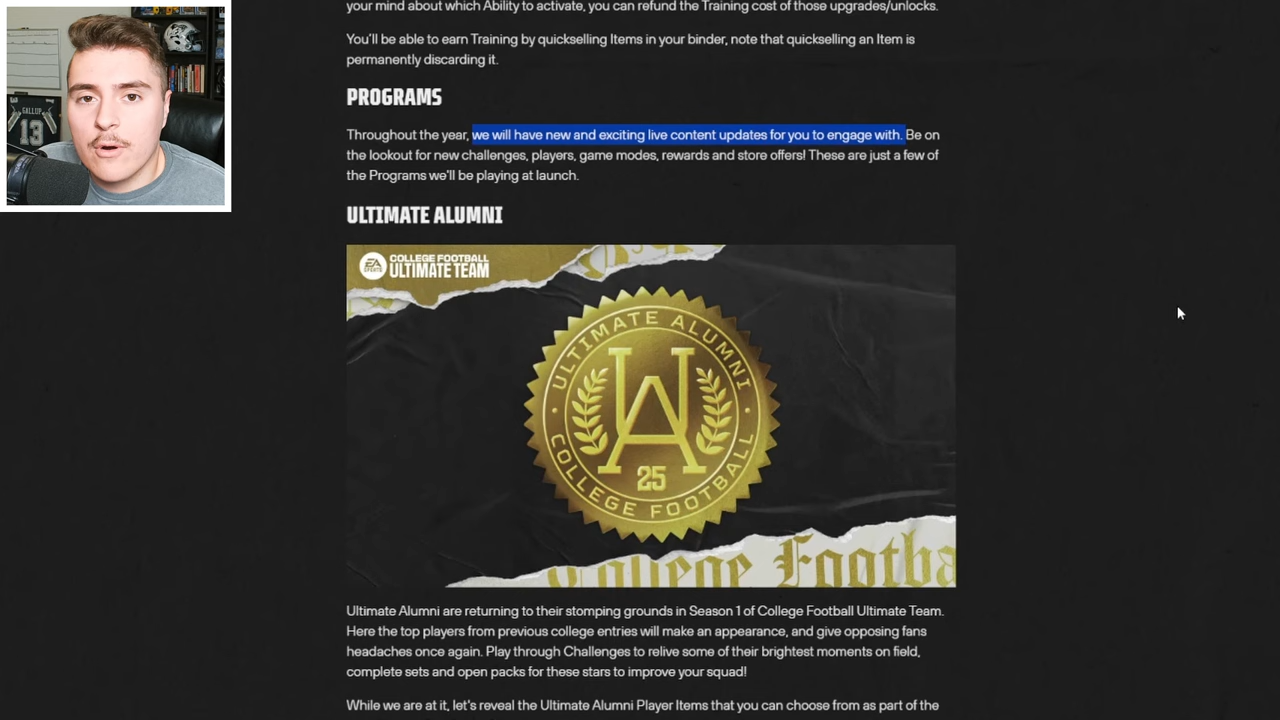 your mind about which Ability to activate, you can refund the Training cost of those upgrades/unlocks.
You'll be able to earn Training by quickselling Items in your binder, note that quickselling an Item is
permanently discarding it.
PROGRAMS
Throughout the year, we will have new and exciting live content updates for you to engage with. Be on
the lookout for new challenges, players, game modes, rewards and store offers! These are just a few of
the Programs we'll be playing at launch.
ULTIMATE ALUMNI
EA SPORTS
COLLEGE FOOTBALL
ULTIMATE TEAM
ULTIMATE ALUMNI
UA
25
COLLEGE FOOTBALL
College Footba
Ultimate Alumni are returning to their stomping grounds in Season 1 of College Football Ultimate Team.
Here the top players from previous college entries will make an appearance, and give opposing fans
headaches once again. Play through Challenges to relive some of their brightest moments on field,
complete sets and open packs for these stars to improve your squad!
While we are at it, let's reveal the Ultimate Alumni Player Items that you can choose from as part of the
GALLUP
13